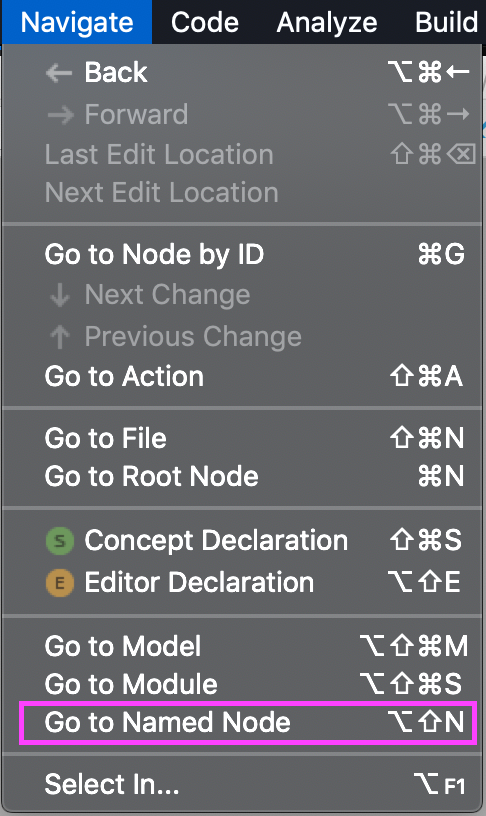 Navigate Code Analyze Build
← Back ⌥⌘←
→ Forward ⌥⌘→
Last Edit Location ⇧⌘⌫
Next Edit Location
Go to Node by ID ⌘G
↓ Next Change
↑ Previous Change
Go to Action ⇧⌘A
Go to File ⇧⌘N
Go to Root Node ⌘N
S Concept Declaration ⇧⌘S
E Editor Declaration ⌥⇧E
Go to Model ⌥⇧⌘M
Go to Module ⌥⇧⌘S
Go to Named Node ⌥⇧N
Select In... ⌥F1